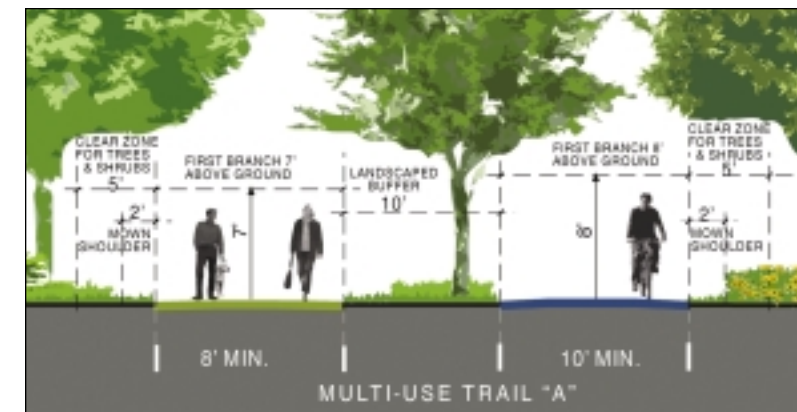 CLEAR ZONE
FOR TREES
& SHRUBS
5'
2'
MOWN
SHOULDER
FIRST BRANCH 7'
ABOVE GROUND
7'
LANDSCAPED
BUFFER
10'
FIRST BRANCH 8'
ABOVE GROUND
8'
CLEAR ZONE
FOR TREES
& SHRUBS
5'
2'
MOWN
SHOULDER
8' MIN.
10' MIN.
MULTI-USE TRAIL "A"